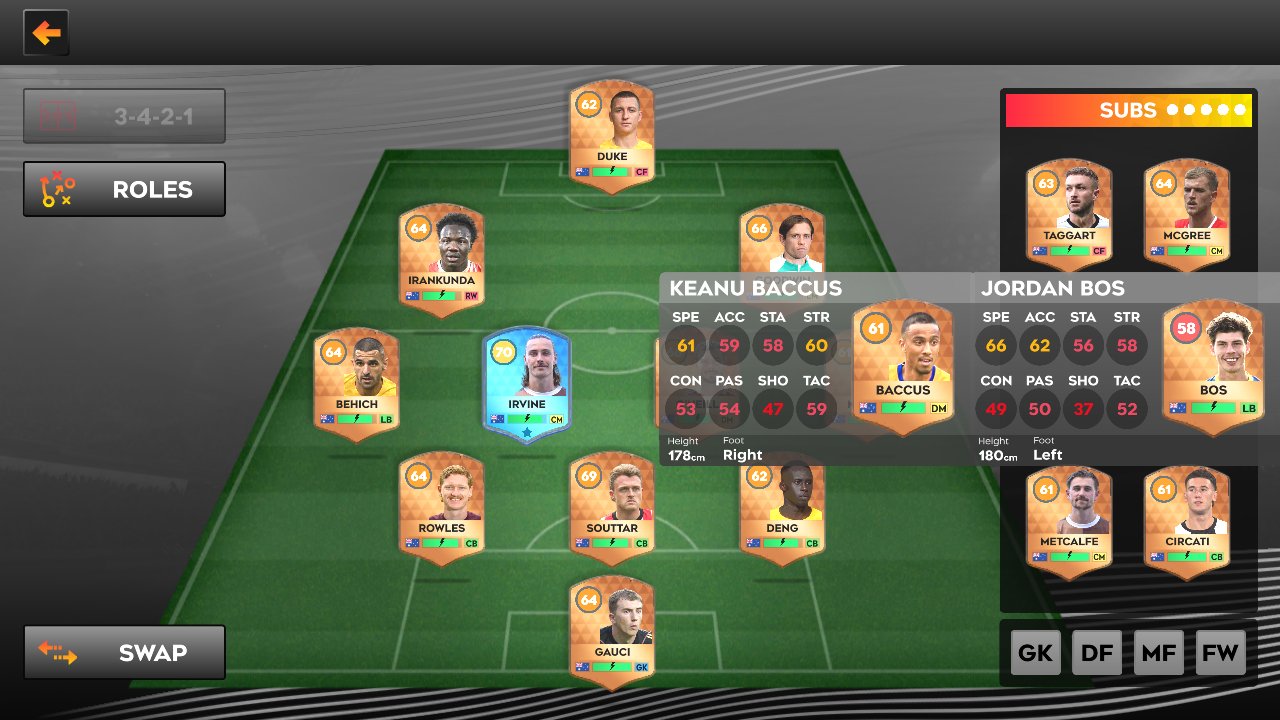 3-4-2-1
ROLES
SWAP
62
DUKE
CF
64
IRANKUNDA
RW
66
GOODWIN
64
BEHICH
LB
70
IRVINE
CM
64
ROWLES
CB
69
SOUTTAR
CB
62
DENG
CB
64
GAUCI
GK
SUBS
63
TAGGART
CF
64
MCGREE
CM
KEANU BACCUS
SPE ACC STA STR
61 59 58 60
CON PAS SHO TAC
53 54 47 59
61
BACCUS
DM
Height Foot
178cm Right
JORDAN BOS
SPE ACC STA STR
66 62 56 58
CON PAS SHO TAC
49 50 37 52
58
BOS
LB
Height Foot
180cm Left
61
METCALFE
CM
61
CIRCATI
CB
GK DF MF FW